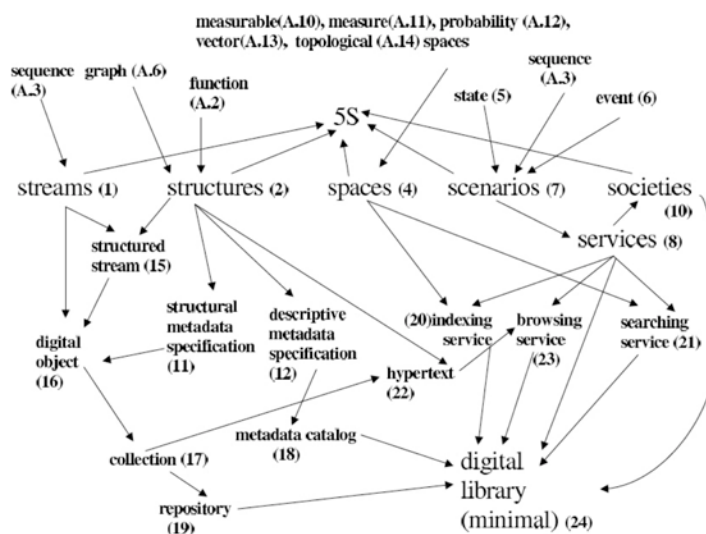 measurable(A.10), measure(A.11), probability (A.12),
vector(A.13), topological (A.14) spaces
sequence
(A.3)
graph (A.6)
function
(A.2)
sequence
(A.3)
state (5)
event (6)
5S
streams (1)
structures (2)
spaces (4)
scenarios (7)
societies
(10)
services (8)
structured
stream (15)
structural
metadata
specification
(11)
descriptive
metadata
specification
(12)
(20)indexing
service
browsing
service
(23)
searching
service (21)
digital
object
(16)
hypertext
(22)
metadata catalog
(18)
collection (17)
digital
library
(minimal) (24)
repository
(19)